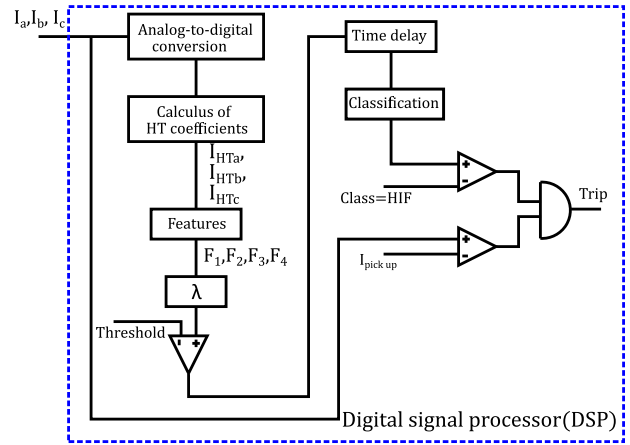 Ia,Ib, Ic
Analog-to-digital
conversion
Calculus of
HT coefficients
IHTa,
IHTb,
IHTc
Features
F1,F2,F3,F4
λ
Threshold
- +
Time delay
Classification
+
-
Class=HIF
+
-
Ipick up
Trip
Digital signal processor(DSP)